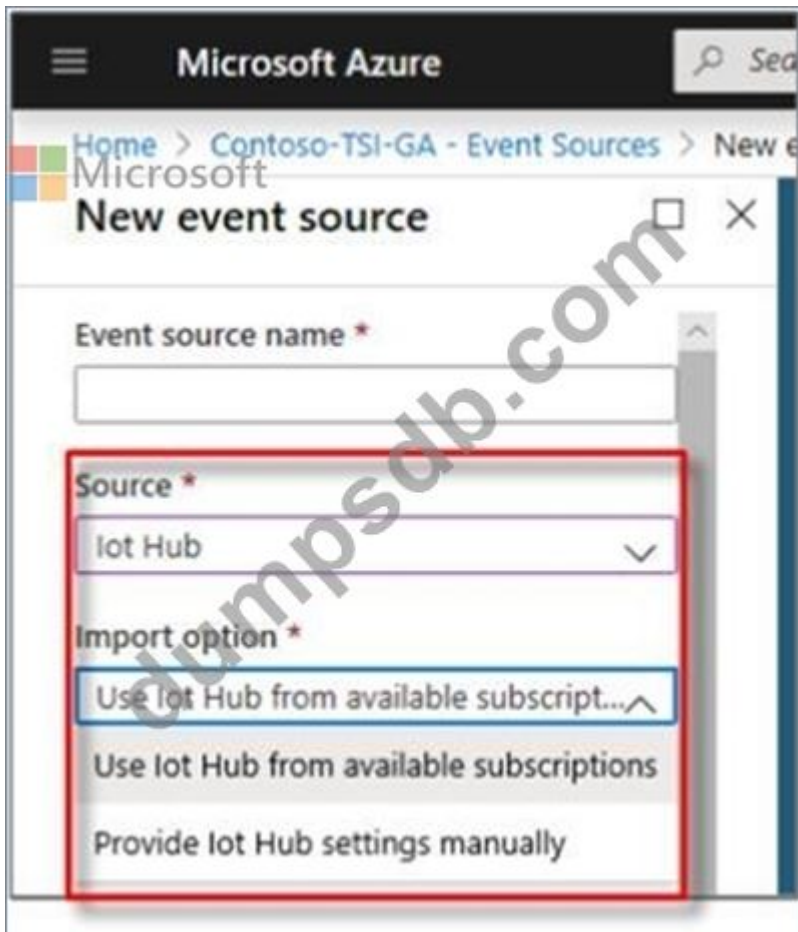 Microsoft Azure
Sea
Home > Contoso-TSI-GA - Event Sources > New e
Microsoft
New event source
Event source name *
Source *
Iot Hub
Import option *
Use Iot Hub from available subscript...
Use Iot Hub from available subscriptions
Provide Iot Hub settings manually
dumpsdb.com